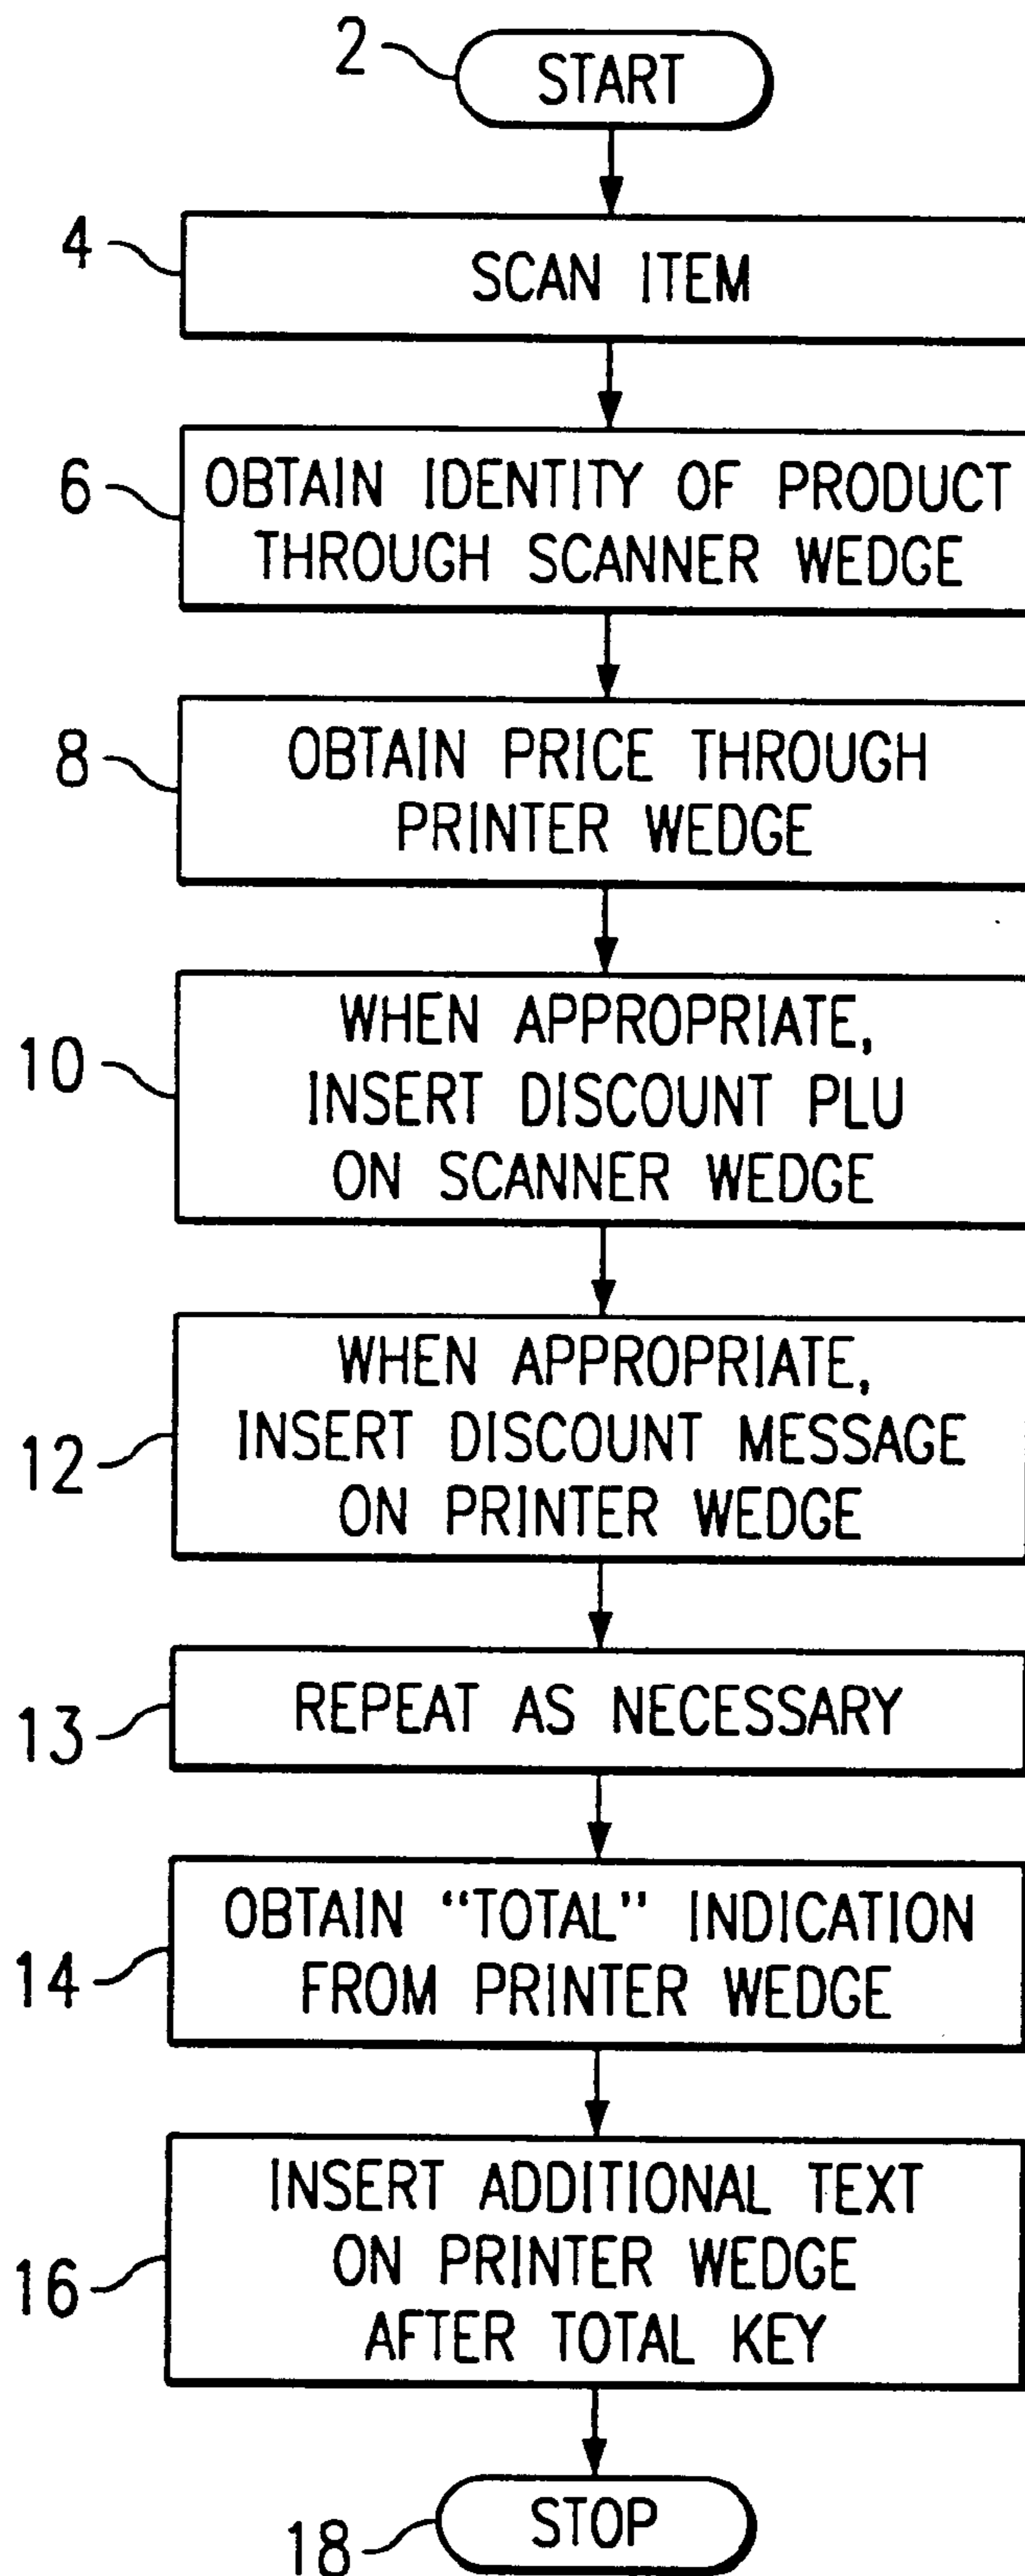 2
START
4
SCAN ITEM
6
OBTAIN IDENTITY OF PRODUCT
THROUGH SCANNER WEDGE
8
OBTAIN PRICE THROUGH
PRINTER WEDGE
10
WHEN APPROPRIATE,
INSERT DISCOUNT PLU
ON SCANNER WEDGE
12
WHEN APPROPRIATE,
INSERT DISCOUNT MESSAGE
ON PRINTER WEDGE
13
REPEAT AS NECESSARY
14
OBTAIN “TOTAL” INDICATION
FROM PRINTER WEDGE
16
INSERT ADDITIONAL TEXT
ON PRINTER WEDGE
AFTER TOTAL KEY
18
STOP